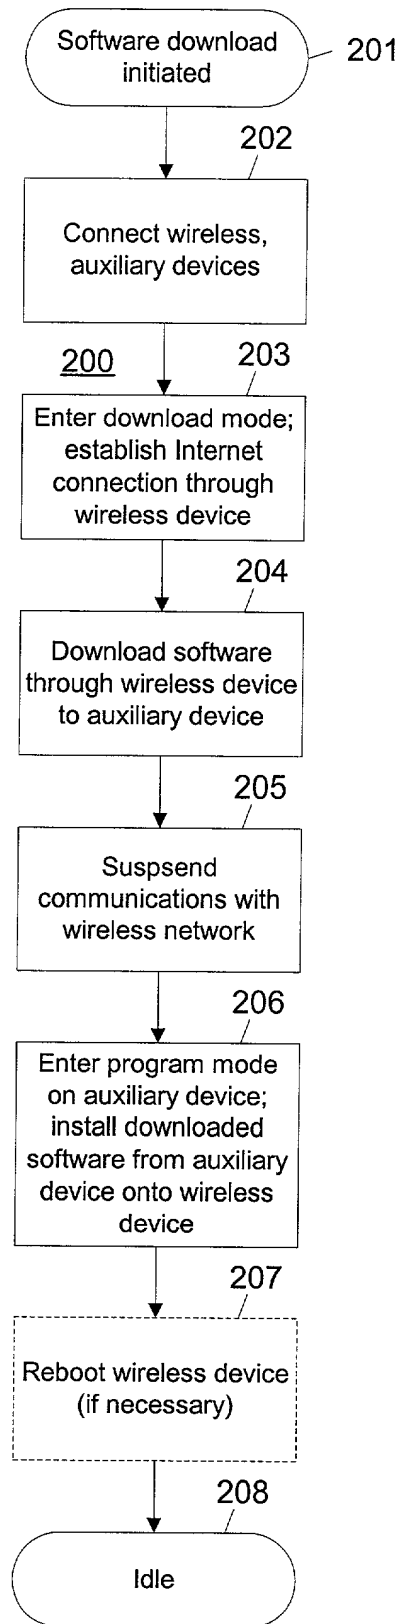 Software download
initiated
201
202
Connect wireless,
auxiliary devices
200
203
Enter download mode;
establish Internet
connection through
wireless device
204
Download software
through wireless device
to auxiliary device
205
Suspsend
communications with
wireless network
206
Enter program mode
on auxiliary device;
install downloaded
software from auxiliary
device onto wireless
device
207
Reboot wireless device
(if necessary)
208
Idle